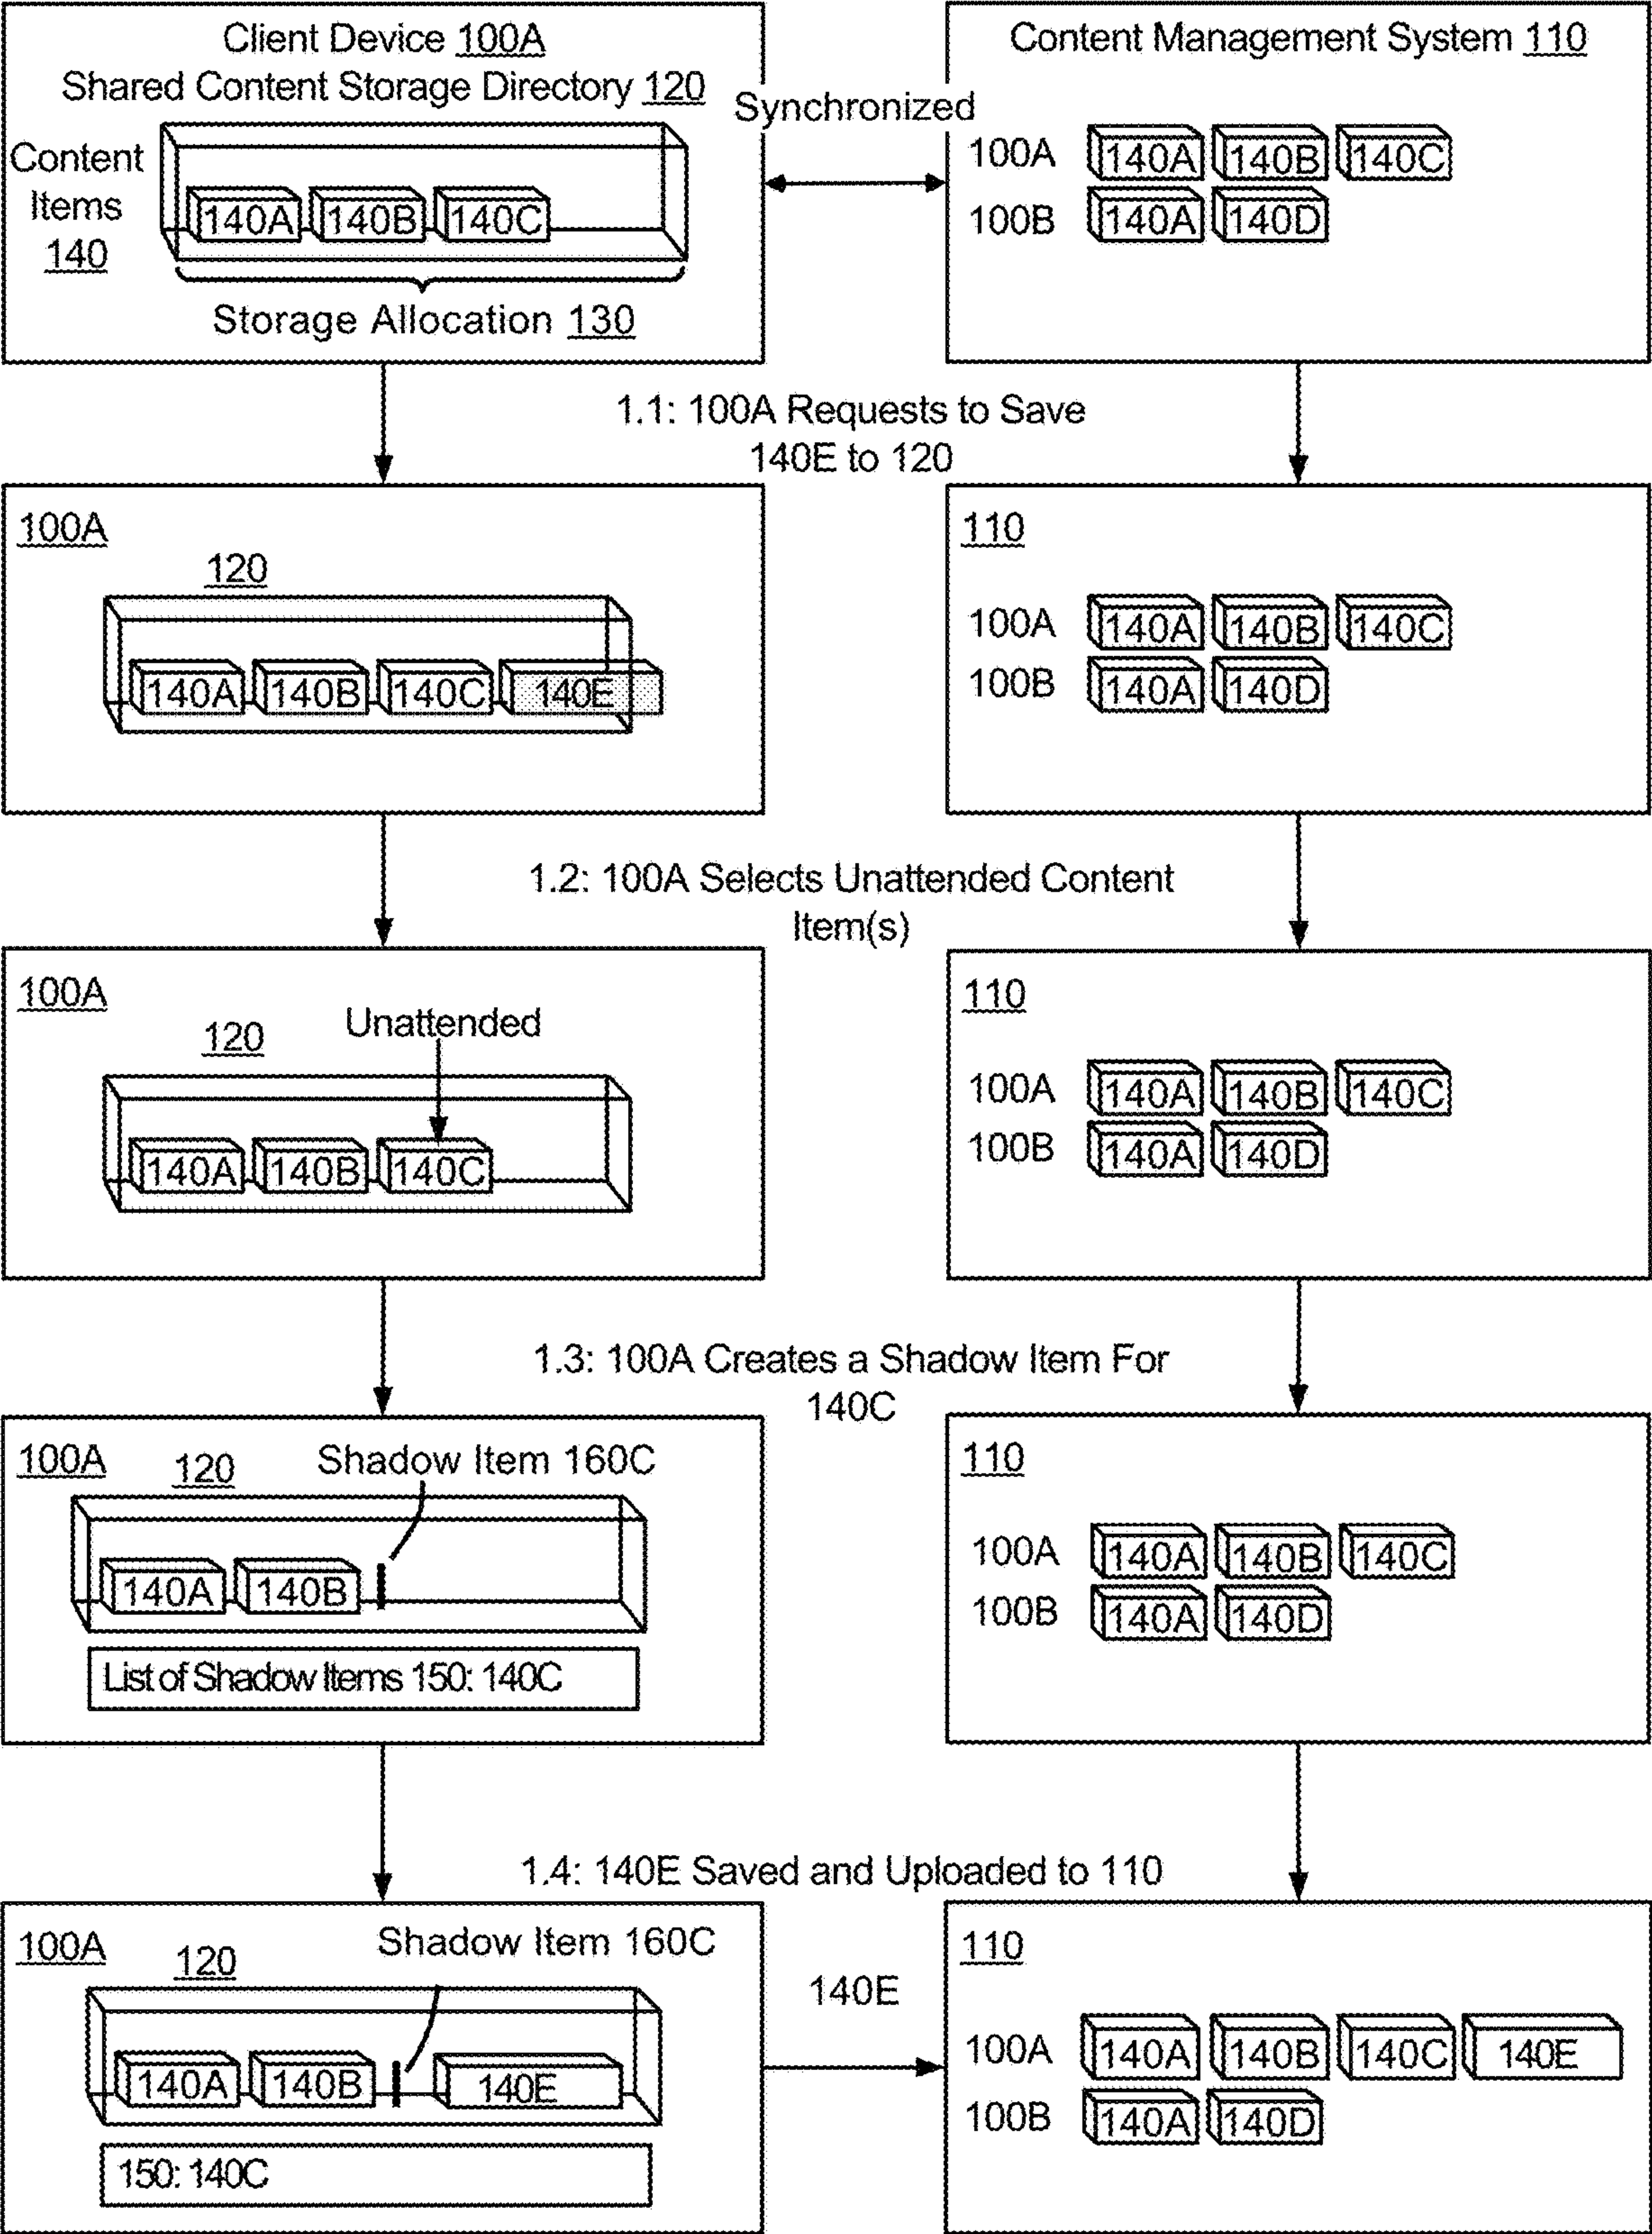 Client Device 100A
Shared Content Storage Directory 120
Content
Items
140
140A 140B 140C
Storage Allocation 130
Synchronized
Content Management System 110
100A 140A 140B 140C
100B 140A 140D
1.1: 100A Requests to Save
140E to 120
100A
120
140A 140B 140C 140E
110
100A 140A 140B 140C
100B 140A 140D
1.2: 100A Selects Unattended Content
Item(s)
100A
120
Unattended
140A 140B 140C
110
100A 140A 140B 140C
100B 140A 140D
1.3: 100A Creates a Shadow Item For
140C
100A
120
Shadow Item 160C
140A 140B
List of Shadow Items 150: 140C
110
100A 140A 140B 140C
100B 140A 140D
1.4: 140E Saved and Uploaded to 110
100A
120
Shadow Item 160C
140A 140B 140E
150: 140C
140E
110
100A 140A 140B 140C 140E
100B 140A 140D